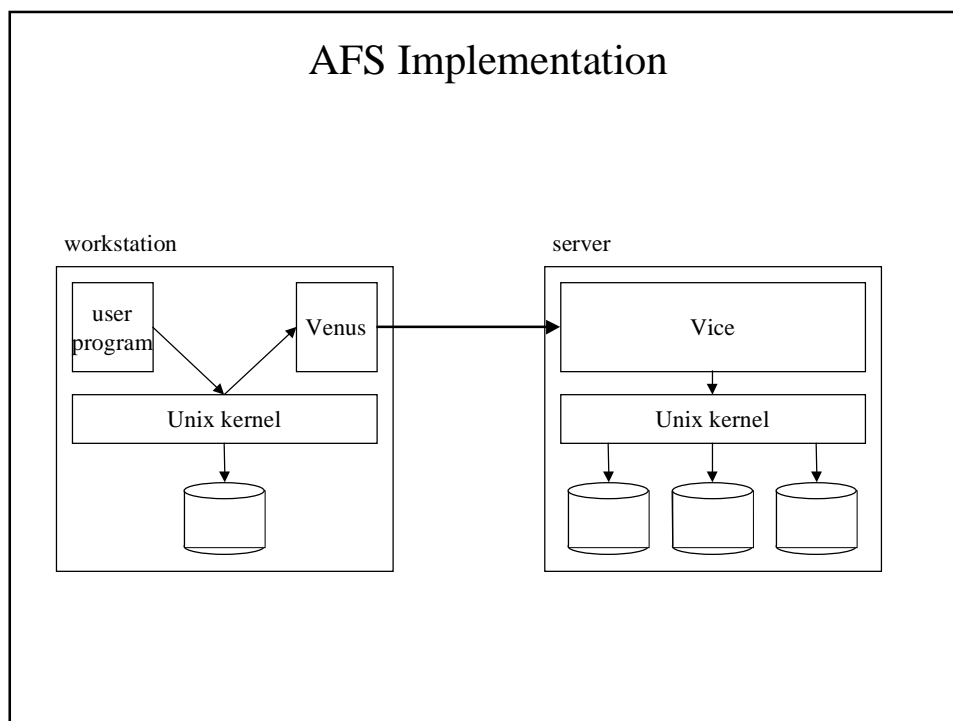 AFS Implementation
workstation
server
user
program
Venus
Vice
Unix kernel
Unix kernel